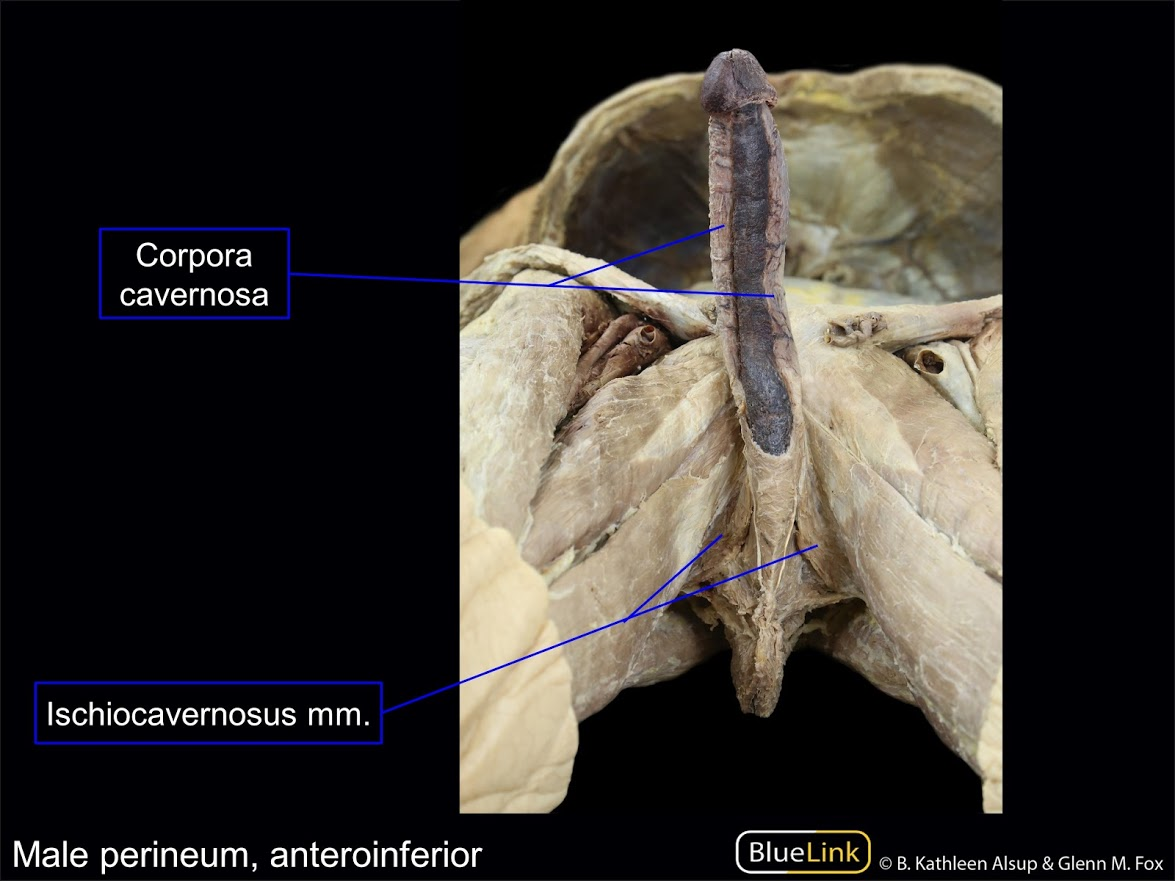 Corpora
cavernosa
Ischiocavernosus mm.
Male perineum, anteroinferior
BlueLink © B. Kathleen Alsup & Glenn M. Fox